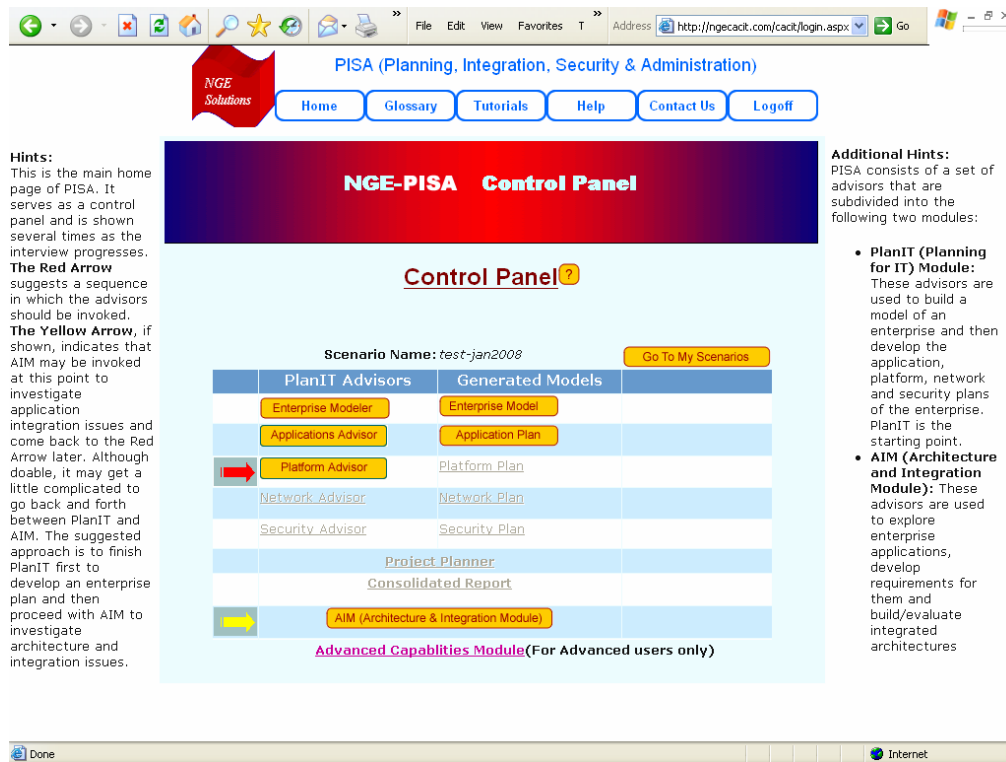 » File Edit View Favorites T » Address http://ngecacit.com/cacit/login.aspx Go
NGE
Solutions
PISA (Planning, Integration, Security & Administration)
Home Glossary Tutorials Help Contact Us Logoff
Hints:
This is the main home
page of PISA. It
serves as a control
panel and is shown
several times as the
interview progresses.
The Red Arrow
suggests a sequence
in which the advisors
should be invoked.
The Yellow Arrow, if
shown, indicates that
AIM may be invoked
at this point to
investigate
application
integration issues and
come back to the Red
Arrow later. Although
doable, it may get a
little complicated to
go back and forth
between PlanIT and
AIM. The suggested
approach is to finish
PlanIT first to
develop an enterprise
plan and then
proceed with AIM to
investigate
architecture and
integration issues.
NGE-PISA Control Panel
Control Panel ?
Scenario Name: test-jan2008 Go To My Scenarios
PlanIT Advisors Generated Models
Enterprise Modeler Enterprise Model
Applications Advisor Application Plan
Platform Advisor Platform Plan
Network Advisor Network Plan
Security Advisor Security Plan
Project Planner
Consolidated Report
AIM (Architecture & Integration Module)
Advanced Capablities Module(For Advanced users only)
Additional Hints:
PISA consists of a set of
advisors that are
subdivided into the
following two modules:
• PlanIT (Planning
for IT) Module:
These advisors are
used to build a
model of an
enterprise and then
develop the
application,
platform, network
and security plans
of the enterprise.
PlanIT is the
starting point.
• AIM (Architecture
and Integration
Module): These
advisors are used
to explore
enterprise
applications,
develop
requirements for
them and
build/evaluate
integrated
architectures
Done Internet